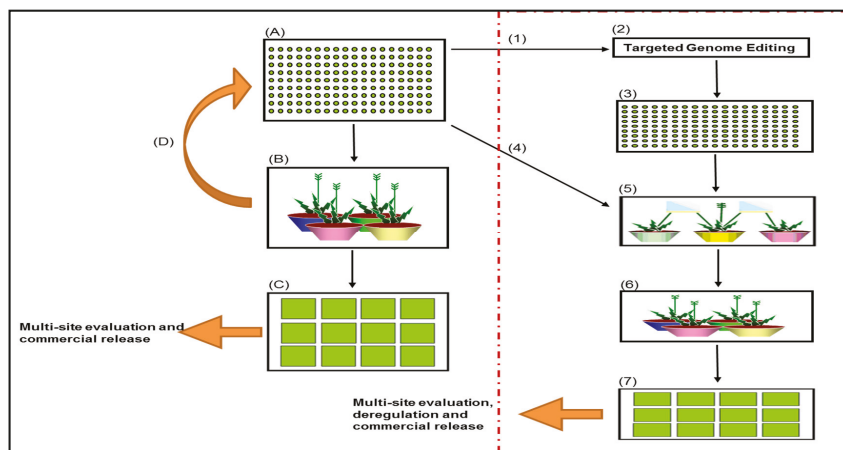 (A)
(1)
(2)
Targeted Genome Editing
(3)
(D)
(4)
(B)
(5)
(C)
(6)
Multi-site evaluation and
commercial release
(7)
Multi-site evaluation,
deregulation and
commercial release